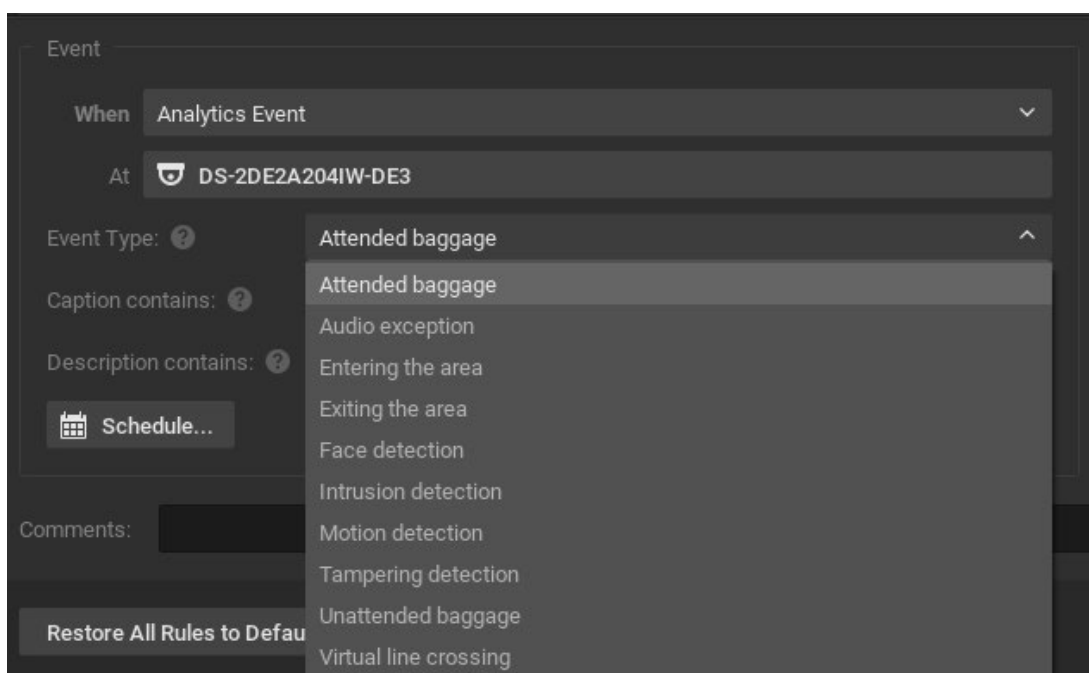 Event
When Analytics Event
At DS-2DE2A204IW-DE3
Event Type: ? Attended baggage
Attended baggage
Caption contains: ?
Audio exception
Entering the area
Description contains: ?
Exiting the area
Schedule...
Face detection
Intrusion detection
Comments:
Motion detection
Tampering detection
Unattended baggage
Restore All Rules to Defau
Virtual line crossing